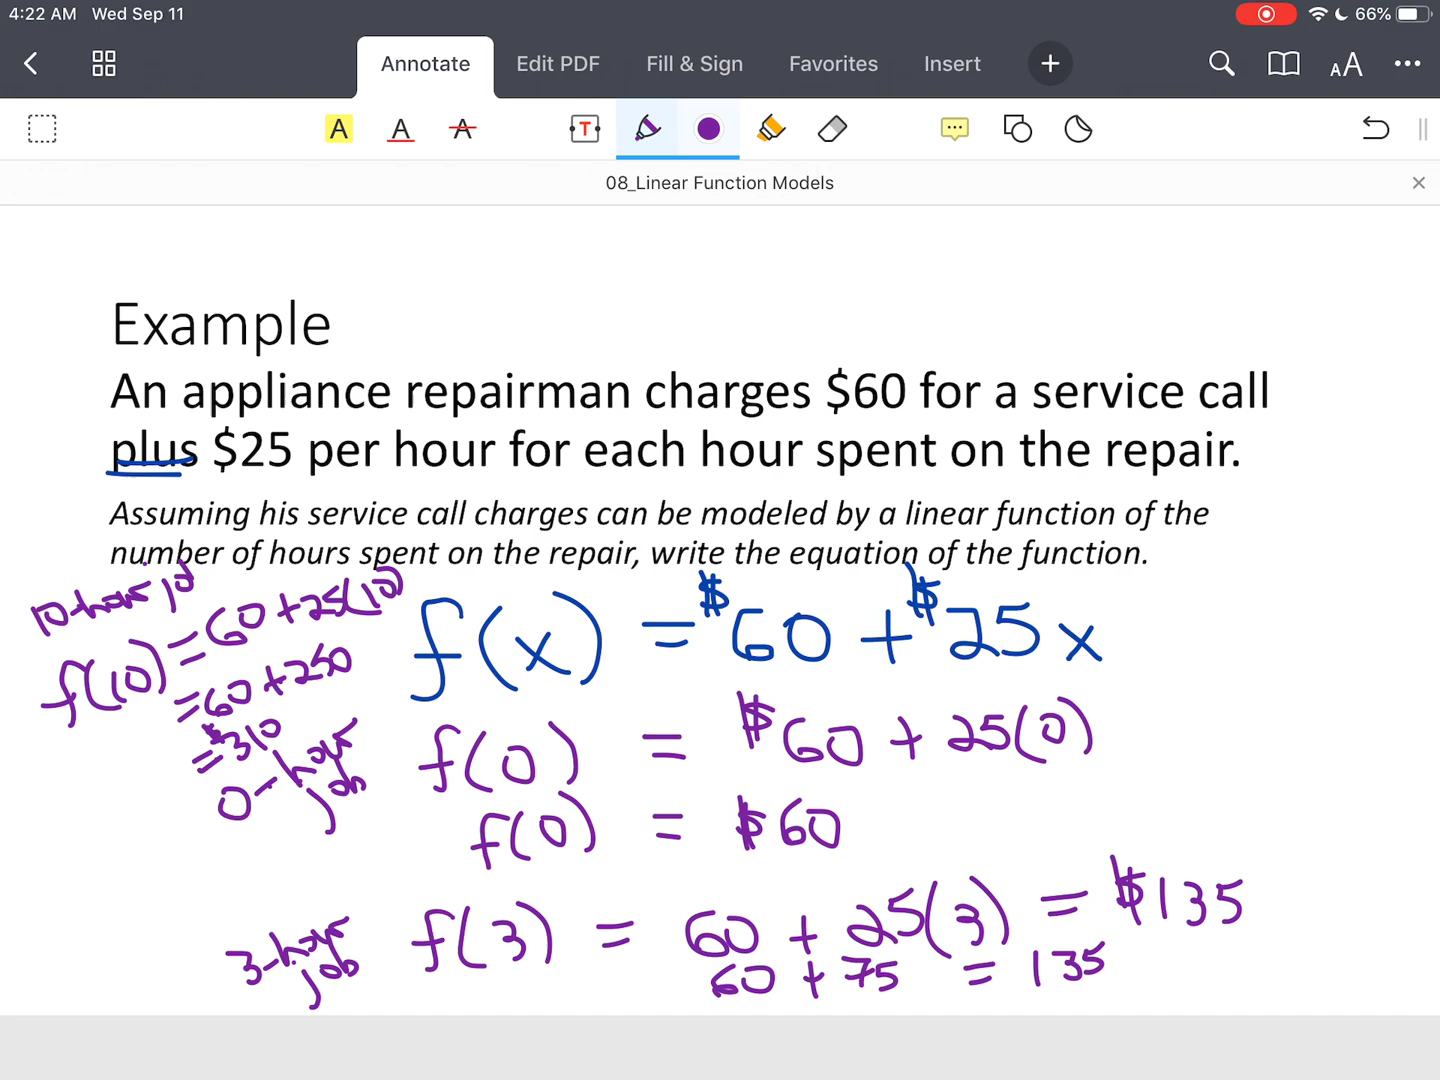 4:22 AM Wed Sep 11 66%
Annotate Edit PDF Fill & Sign Favorites Insert
A A A T
08_Linear Function Models
Example
An appliance repairman charges $60 for a service call
plus $25 per hour for each hour spent on the repair.
Assuming his service call charges can be modeled by a linear function of the
number of hours spent on the repair, write the equation of the function.
f(x) = $60 + $25x
10-hour job
f(10) = 60 + 25(10)
= 60 + 250
= $310
0-hour
job
f(0) = $60 + 25(0)
f(0) = $60
3-hour
job
f(3) = 60 + 25(3) = $135
60 + 75 = 135